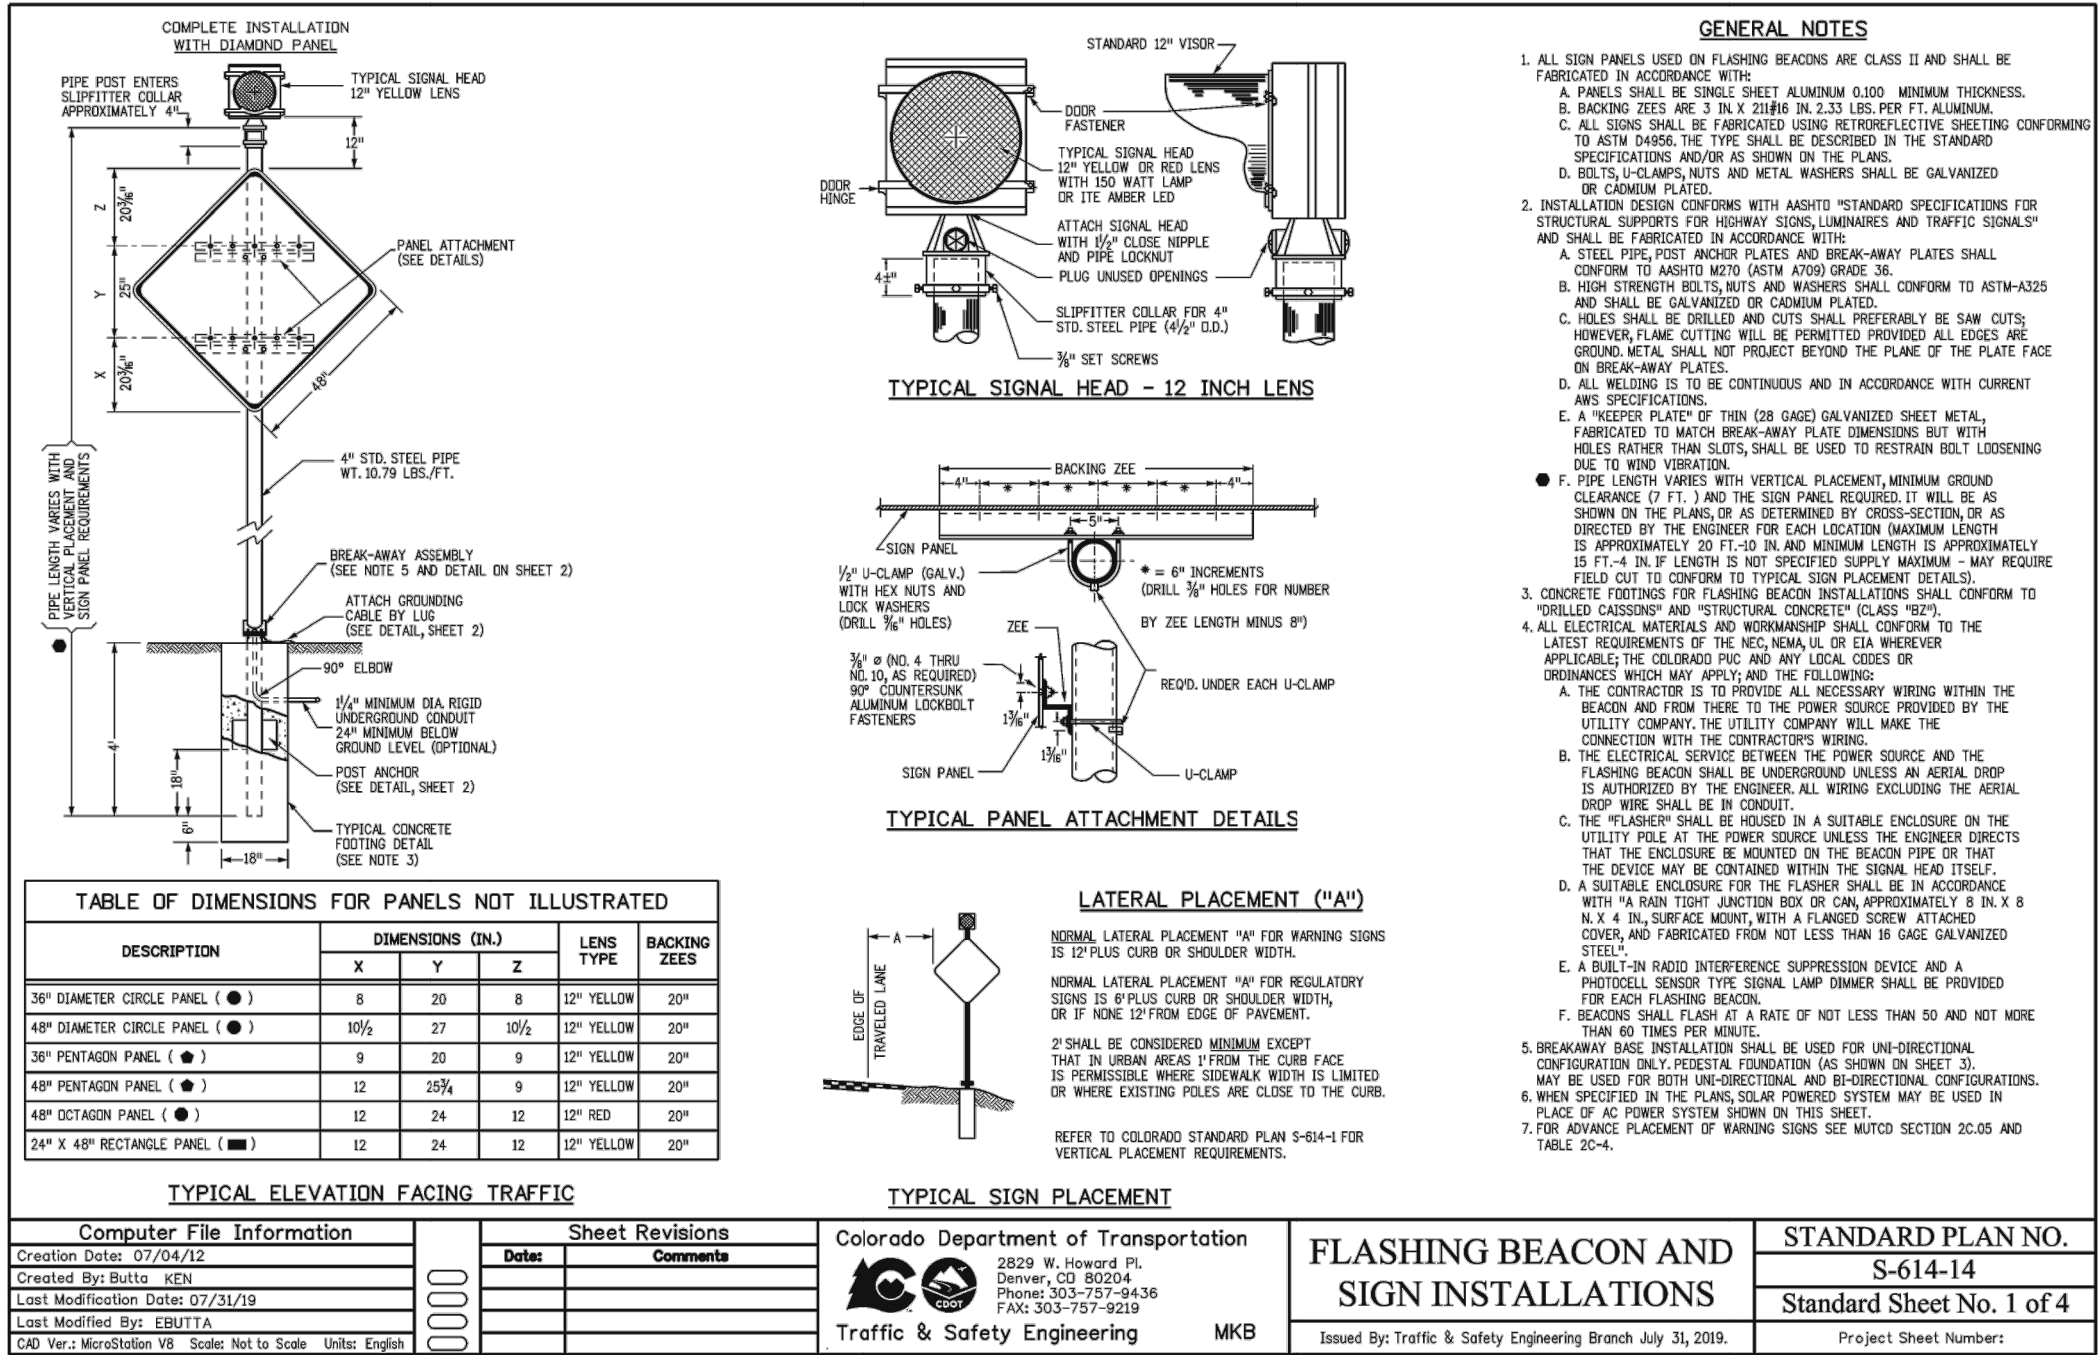 COMPLETE INSTALLATION
WITH DIAMOND PANEL
PIPE POST ENTERS
SLIPFITTER COLLAR
APPROXIMATELY 4"
TYPICAL SIGNAL HEAD
12" YELLOW LENS
12"
Z
20 3/16"
Y
25"
X
20 3/16"
PANEL ATTACHMENT
(SEE DETAILS)
48"
PIPE LENGTH VARIES WITH
VERTICAL PLACEMENT AND
SIGN PANEL REQUIREMENTS
4" STD. STEEL PIPE
WT. 10.79 LBS./FT.
BREAK-AWAY ASSEMBLY
(SEE NOTE 5 AND DETAIL ON SHEET 2)
ATTACH GROUNDING
CABLE BY LUG
(SEE DETAIL, SHEET 2)
90° ELBOW
1¼" MINIMUM DIA. RIGID
UNDERGROUND CONDUIT
24" MINIMUM BELOW
GROUND LEVEL (OPTIONAL)
4'
18"
POST ANCHOR
(SEE DETAIL, SHEET 2)
6"
TYPICAL CONCRETE
FOOTING DETAIL
(SEE NOTE 3)
18"
TABLE OF DIMENSIONS FOR PANELS NOT ILLUSTRATED
DESCRIPTION DIMENSIONS (IN.) LENS TYPE BACKING ZEES
X Y Z
36" DIAMETER CIRCLE PANEL ( ● ) 8 20 8 12" YELLOW 20"
48" DIAMETER CIRCLE PANEL ( ● ) 10½ 27 10½ 12" YELLOW 20"
36" PENTAGON PANEL ( ⬟ ) 9 20 9 12" YELLOW 20"
48" PENTAGON PANEL ( ⬟ ) 12 25¾ 9 12" YELLOW 20"
48" OCTAGON PANEL ( ⯃ ) 12 24 12 12" RED 20"
24" X 48" RECTANGLE PANEL ( ▬ ) 12 24 12 12" YELLOW 20"
TYPICAL ELEVATION FACING TRAFFIC
STANDARD 12" VISOR
DOOR
FASTENER
TYPICAL SIGNAL HEAD
12" YELLOW OR RED LENS
WITH 150 WATT LAMP
OR ITE AMBER LED
DOOR
HINGE
ATTACH SIGNAL HEAD
WITH 1½" CLOSE NIPPLE
AND PIPE LOCKNUT
PLUG UNUSED OPENINGS
4"±
SLIPFITTER COLLAR FOR 4"
STD. STEEL PIPE (4½" O.D.)
⅜" SET SCREWS
TYPICAL SIGNAL HEAD - 12 INCH LENS
BACKING ZEE
4" * * * * 4"
5"
SIGN PANEL
½" U-CLAMP (GALV.)
WITH HEX NUTS AND
LOCK WASHERS
(DRILL 9/16" HOLES)
* = 6" INCREMENTS
(DRILL ⅜" HOLES FOR NUMBER
BY ZEE LENGTH MINUS 8")
ZEE
⅜" ø (NO. 4 THRU
NO. 10, AS REQUIRED)
90° COUNTERSUNK
ALUMINUM LOCKBOLT
FASTENERS
1 3/16"
1 3/16"
REQ'D. UNDER EACH U-CLAMP
SIGN PANEL
U-CLAMP
TYPICAL PANEL ATTACHMENT DETAILS
LATERAL PLACEMENT ("A")
A
EDGE OF
TRAVELED LANE
NORMAL LATERAL PLACEMENT "A" FOR WARNING SIGNS
IS 12' PLUS CURB OR SHOULDER WIDTH.
NORMAL LATERAL PLACEMENT "A" FOR REGULATORY
SIGNS IS 6' PLUS CURB OR SHOULDER WIDTH,
OR IF NONE 12' FROM EDGE OF PAVEMENT.
2' SHALL BE CONSIDERED MINIMUM EXCEPT
THAT IN URBAN AREAS 1' FROM THE CURB FACE
IS PERMISSIBLE WHERE SIDEWALK WIDTH IS LIMITED
OR WHERE EXISTING POLES ARE CLOSE TO THE CURB.
REFER TO COLORADO STANDARD PLAN S-614-1 FOR
VERTICAL PLACEMENT REQUIREMENTS.
TYPICAL SIGN PLACEMENT
GENERAL NOTES
1. ALL SIGN PANELS USED ON FLASHING BEACONS ARE CLASS II AND SHALL BE
FABRICATED IN ACCORDANCE WITH:
A. PANELS SHALL BE SINGLE SHEET ALUMINUM 0.100 MINIMUM THICKNESS.
B. BACKING ZEES ARE 3 IN. X 211#16 IN. 2.33 LBS. PER FT. ALUMINUM.
C. ALL SIGNS SHALL BE FABRICATED USING RETROREFLECTIVE SHEETING CONFORMING
TO ASTM D4956. THE TYPE SHALL BE DESCRIBED IN THE STANDARD
SPECIFICATIONS AND/OR AS SHOWN ON THE PLANS.
D. BOLTS, U-CLAMPS, NUTS AND METAL WASHERS SHALL BE GALVANIZED
OR CADMIUM PLATED.
2. INSTALLATION DESIGN CONFORMS WITH AASHTO "STANDARD SPECIFICATIONS FOR
STRUCTURAL SUPPORTS FOR HIGHWAY SIGNS, LUMINAIRES AND TRAFFIC SIGNALS"
AND SHALL BE FABRICATED IN ACCORDANCE WITH:
A. STEEL PIPE, POST ANCHOR PLATES AND BREAK-AWAY PLATES SHALL
CONFORM TO AASHTO M270 (ASTM A709) GRADE 36.
B. HIGH STRENGTH BOLTS, NUTS AND WASHERS SHALL CONFORM TO ASTM-A325
AND SHALL BE GALVANIZED OR CADMIUM PLATED.
C. HOLES SHALL BE DRILLED AND CUTS SHALL PREFERABLY BE SAW CUTS;
HOWEVER, FLAME CUTTING WILL BE PERMITTED PROVIDED ALL EDGES ARE
GROUND. METAL SHALL NOT PROJECT BEYOND THE PLANE OF THE PLATE FACE
ON BREAK-AWAY PLATES.
D. ALL WELDING IS TO BE CONTINUOUS AND IN ACCORDANCE WITH CURRENT
AWS SPECIFICATIONS.
E. A "KEEPER PLATE" OF THIN (28 GAGE) GALVANIZED SHEET METAL,
FABRICATED TO MATCH BREAK-AWAY PLATE DIMENSIONS BUT WITH
HOLES RATHER THAN SLOTS, SHALL BE USED TO RESTRAIN BOLT LOOSENING
DUE TO WIND VIBRATION.
F. PIPE LENGTH VARIES WITH VERTICAL PLACEMENT, MINIMUM GROUND
CLEARANCE (7 FT. ) AND THE SIGN PANEL REQUIRED. IT WILL BE AS
SHOWN ON THE PLANS, OR AS DETERMINED BY CROSS-SECTION, OR AS
DIRECTED BY THE ENGINEER FOR EACH LOCATION (MAXIMUM LENGTH
IS APPROXIMATELY 20 FT.-10 IN. AND MINIMUM LENGTH IS APPROXIMATELY
15 FT.-4 IN. IF LENGTH IS NOT SPECIFIED SUPPLY MAXIMUM - MAY REQUIRE
FIELD CUT TO CONFORM TO TYPICAL SIGN PLACEMENT DETAILS).
3. CONCRETE FOOTINGS FOR FLASHING BEACON INSTALLATIONS SHALL CONFORM TO
"DRILLED CAISSONS" AND "STRUCTURAL CONCRETE" (CLASS "BZ").
4. ALL ELECTRICAL MATERIALS AND WORKMANSHIP SHALL CONFORM TO THE
LATEST REQUIREMENTS OF THE NEC, NEMA, UL OR EIA WHEREVER
APPLICABLE; THE COLORADO PUC AND ANY LOCAL CODES OR
ORDINANCES WHICH MAY APPLY; AND THE FOLLOWING:
A. THE CONTRACTOR IS TO PROVIDE ALL NECESSARY WIRING WITHIN THE
BEACON AND FROM THERE TO THE POWER SOURCE PROVIDED BY THE
UTILITY COMPANY. THE UTILITY COMPANY WILL MAKE THE
CONNECTION WITH THE CONTRACTOR'S WIRING.
B. THE ELECTRICAL SERVICE BETWEEN THE POWER SOURCE AND THE
FLASHING BEACON SHALL BE UNDERGROUND UNLESS AN AERIAL DROP
IS AUTHORIZED BY THE ENGINEER. ALL WIRING EXCLUDING THE AERIAL
DROP WIRE SHALL BE IN CONDUIT.
C. THE "FLASHER" SHALL BE HOUSED IN A SUITABLE ENCLOSURE ON THE
UTILITY POLE AT THE POWER SOURCE UNLESS THE ENGINEER DIRECTS
THAT THE ENCLOSURE BE MOUNTED ON THE BEACON PIPE OR THAT
THE DEVICE MAY BE CONTAINED WITHIN THE SIGNAL HEAD ITSELF.
D. A SUITABLE ENCLOSURE FOR THE FLASHER SHALL BE IN ACCORDANCE
WITH "A RAIN TIGHT JUNCTION BOX OR CAN, APPROXIMATELY 8 IN. X 8
N. X 4 IN., SURFACE MOUNT, WITH A FLANGED SCREW ATTACHED
COVER, AND FABRICATED FROM NOT LESS THAN 16 GAGE GALVANIZED
STEEL".
E. A BUILT-IN RADIO INTERFERENCE SUPPRESSION DEVICE AND A
PHOTOCELL SENSOR TYPE SIGNAL LAMP DIMMER SHALL BE PROVIDED
FOR EACH FLASHING BEACON.
F. BEACONS SHALL FLASH AT A RATE OF NOT LESS THAN 50 AND NOT MORE
THAN 60 TIMES PER MINUTE.
5. BREAKAWAY BASE INSTALLATION SHALL BE USED FOR UNI-DIRECTIONAL
CONFIGURATION ONLY. PEDESTAL FOUNDATION (AS SHOWN ON SHEET 3).
MAY BE USED FOR BOTH UNI-DIRECTIONAL AND BI-DIRECTIONAL CONFIGURATIONS.
6. WHEN SPECIFIED IN THE PLANS, SOLAR POWERED SYSTEM MAY BE USED IN
PLACE OF AC POWER SYSTEM SHOWN ON THIS SHEET.
7. FOR ADVANCE PLACEMENT OF WARNING SIGNS SEE MUTCD SECTION 2C.05 AND
TABLE 2C-4.
Computer File Information
Creation Date: 07/04/12
Created By: Butta KEN
Last Modification Date: 07/31/19
Last Modified By: EBUTTA
CAD Ver.: MicroStation V8 Scale: Not to Scale Units: English
Sheet Revisions
Date: Comments
Colorado Department of Transportation
CDOT
2829 W. Howard Pl.
Denver, CO 80204
Phone: 303-757-9436
FAX: 303-757-9219
Traffic & Safety Engineering MKB
FLASHING BEACON AND
SIGN INSTALLATIONS
Issued By: Traffic & Safety Engineering Branch July 31, 2019.
STANDARD PLAN NO.
S-614-14
Standard Sheet No. 1 of 4
Project Sheet Number: